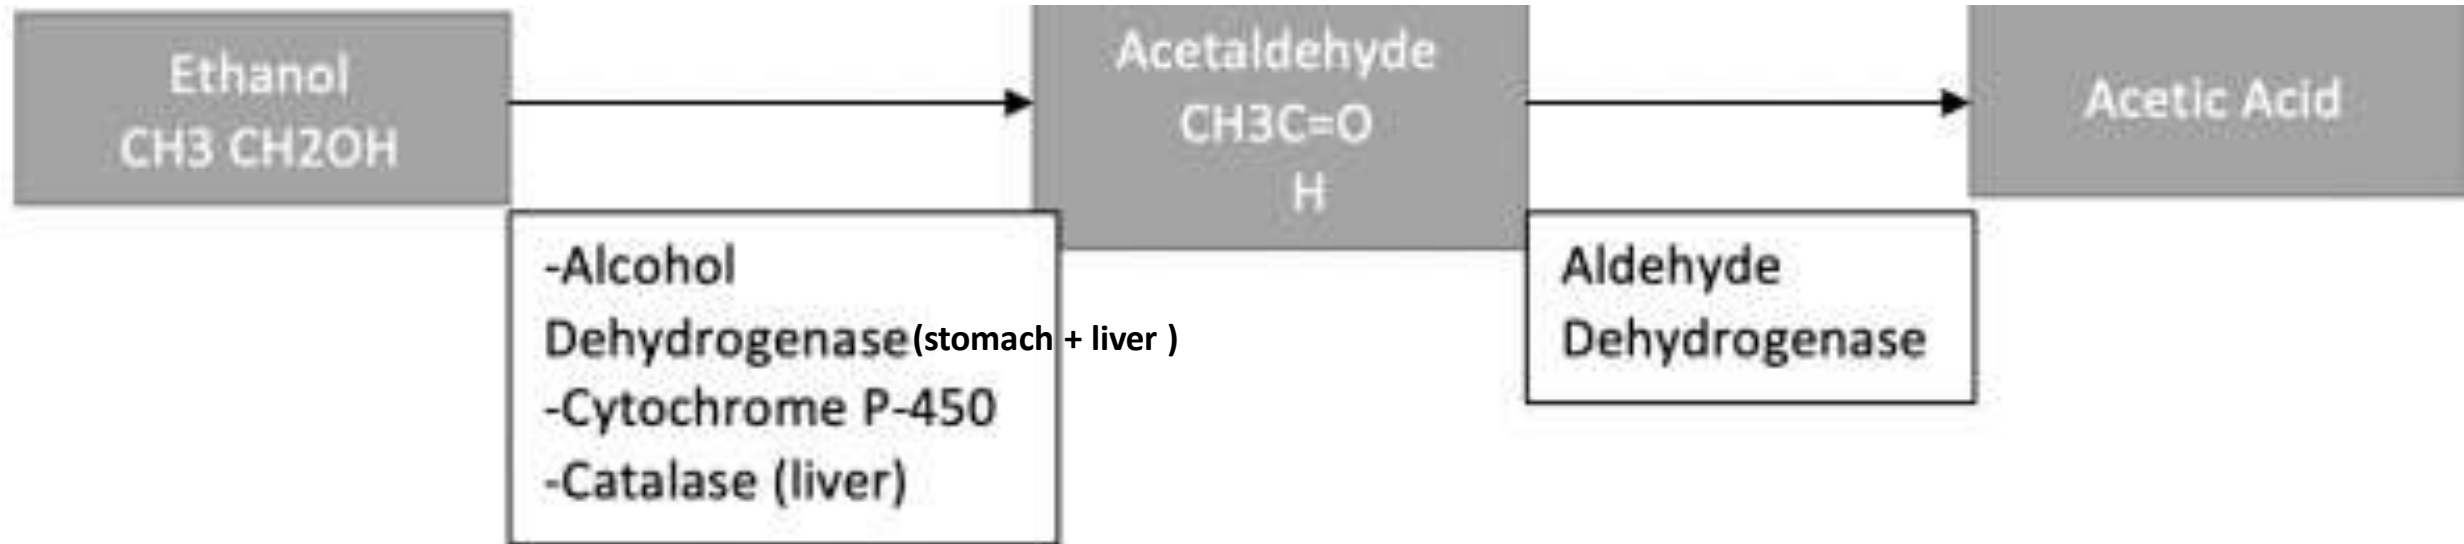 Ethanol
CH3 CH2OH
Acetaldehyde
CH3C=O
H
Acetic Acid
-Alcohol
Dehydrogenase(stomach + liver )
-Cytochrome P-450
-Catalase (liver)
Aldehyde
Dehydrogenase